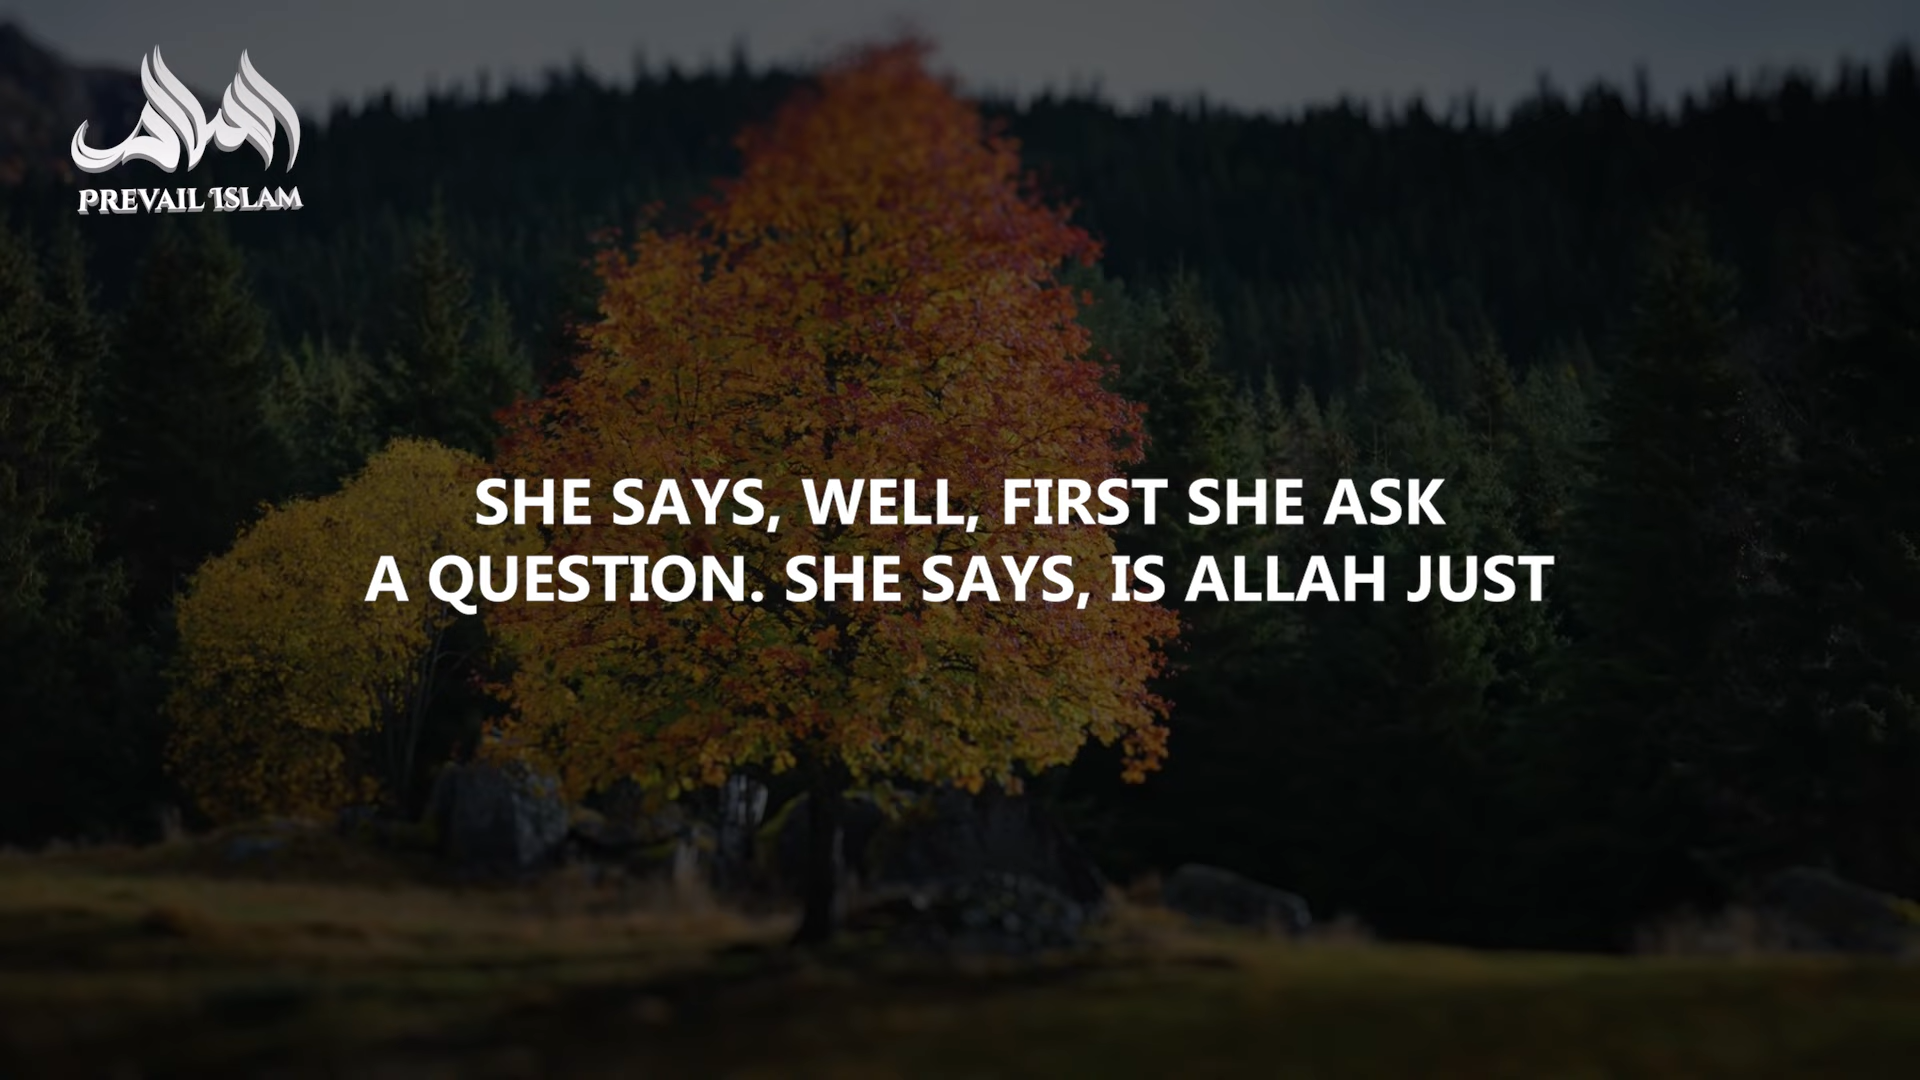 PREVAIL ISLAM
SHE SAYS, WELL, FIRST SHE ASK
A QUESTION. SHE SAYS, IS ALLAH JUST